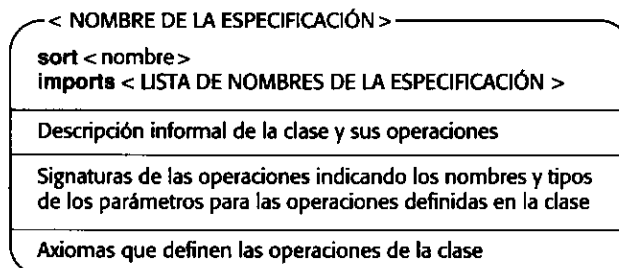 < NOMBRE DE LA ESPECIFICACIÓN >
sort < nombre >
imports < LISTA DE NOMBRES DE LA ESPECIFICACIÓN >
Descripción informal de la clase y sus operaciones
Signaturas de las operaciones indicando los nombres y tipos
de los parámetros para las operaciones definidas en la clase
Axiomas que definen las operaciones de la clase